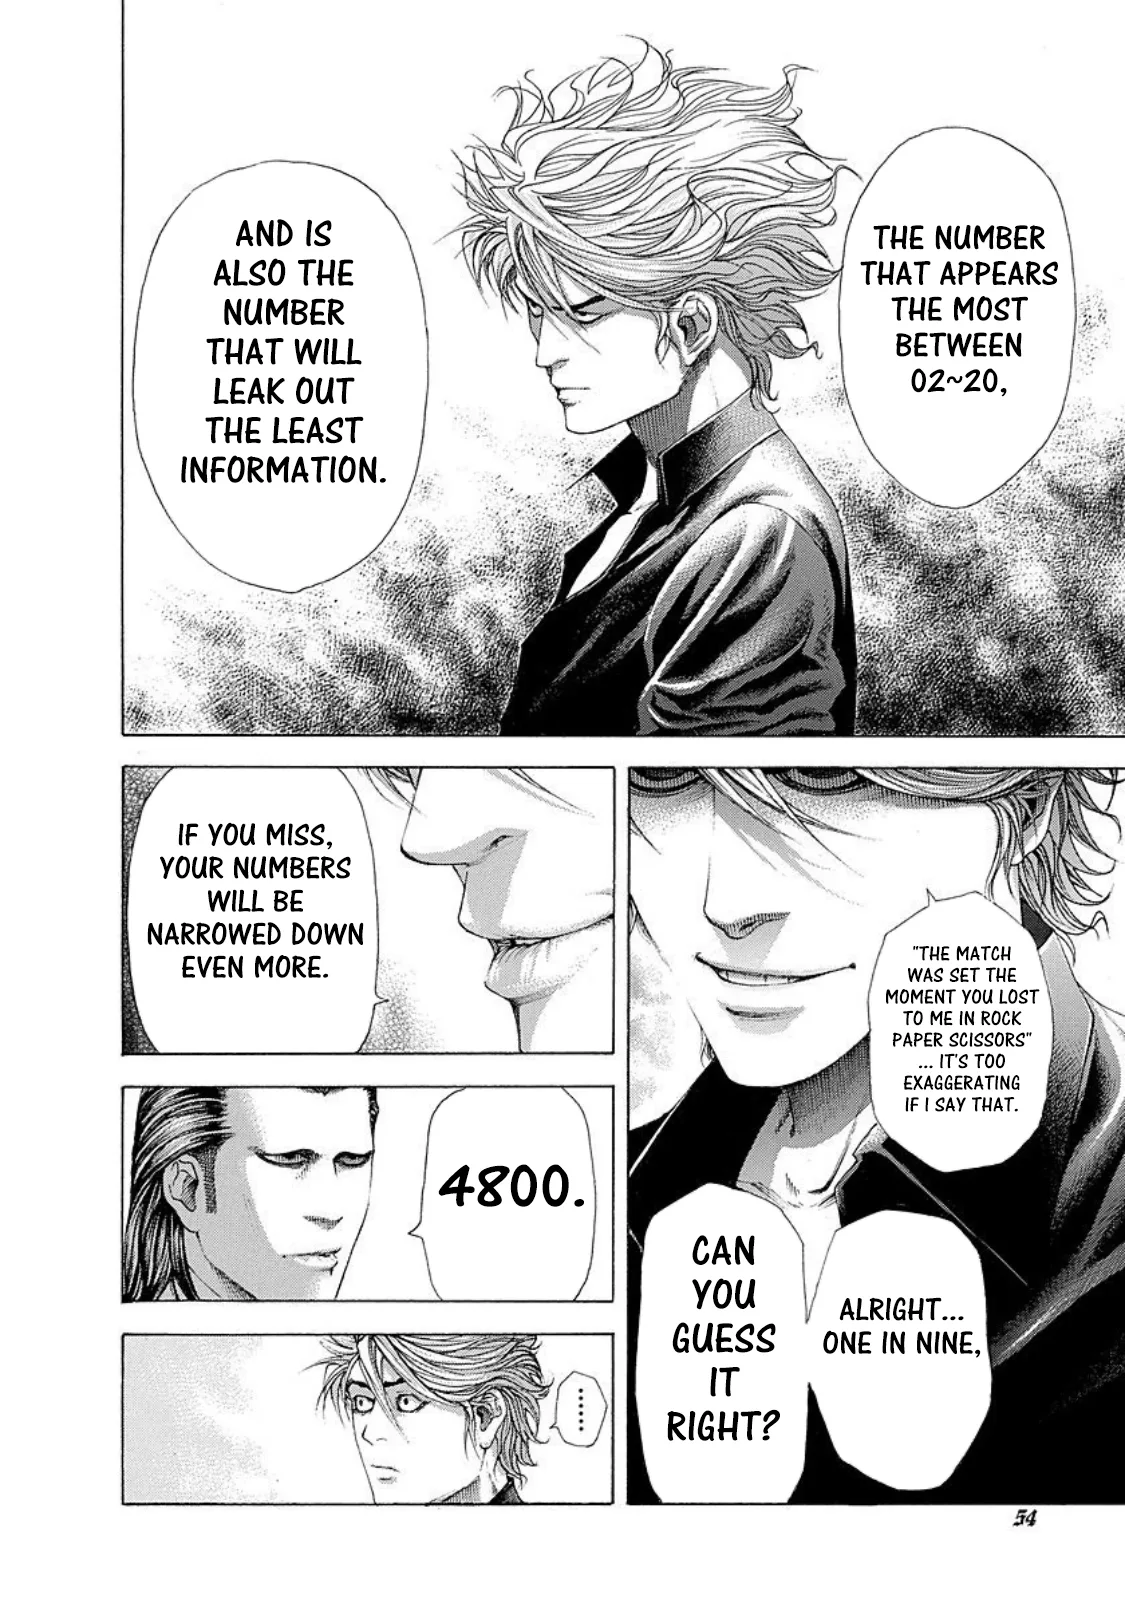 THE NUMBER
THAT APPEARS
THE MOST
BETWEEN
02~20,
AND IS
ALSO THE
NUMBER
THAT WILL
LEAK OUT
THE LEAST
INFORMATION.
"THE MATCH
WAS SET THE
MOMENT YOU LOST
TO ME IN ROCK
PAPER SCISSORS"
... IT'S TOO
EXAGGERATING
IF I SAY THAT.
ALRIGHT...
ONE IN NINE,
CAN
YOU
GUESS
IT
RIGHT?
IF YOU MISS,
YOUR NUMBERS
WILL BE
NARROWED DOWN
EVEN MORE.
4800.
......
54